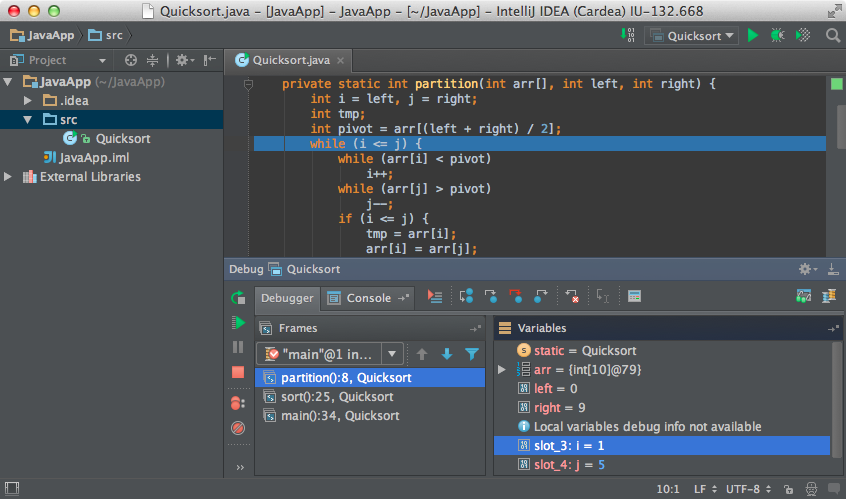 Quicksort.java – [JavaApp] – JavaApp – [~/JavaApp] – IntelliJ IDEA (Cardea) IU-132.668
JavaApp src
Quicksort
Project
Quicksort.java
JavaApp (~/JavaApp)
.idea
src
Quicksort
JavaApp.iml
External Libraries
private static int partition(int arr[], int left, int right) {
int i = left, j = right;
int tmp;
int pivot = arr[(left + right) / 2];
while (i <= j) {
while (arr[i] < pivot)
i++;
while (arr[j] > pivot)
j--;
if (i <= j) {
tmp = arr[i];
arr[i] = arr[j];
Debug Quicksort
Debugger Console
Frames
"main"@1 in...
partition():8, Quicksort
sort():25, Quicksort
main():34, Quicksort
Variables
static = Quicksort
arr = {int[10]@79}
left = 0
right = 9
Local variables debug info not available
slot_3: i = 1
slot_4: j = 5
10:1 LF UTF-8